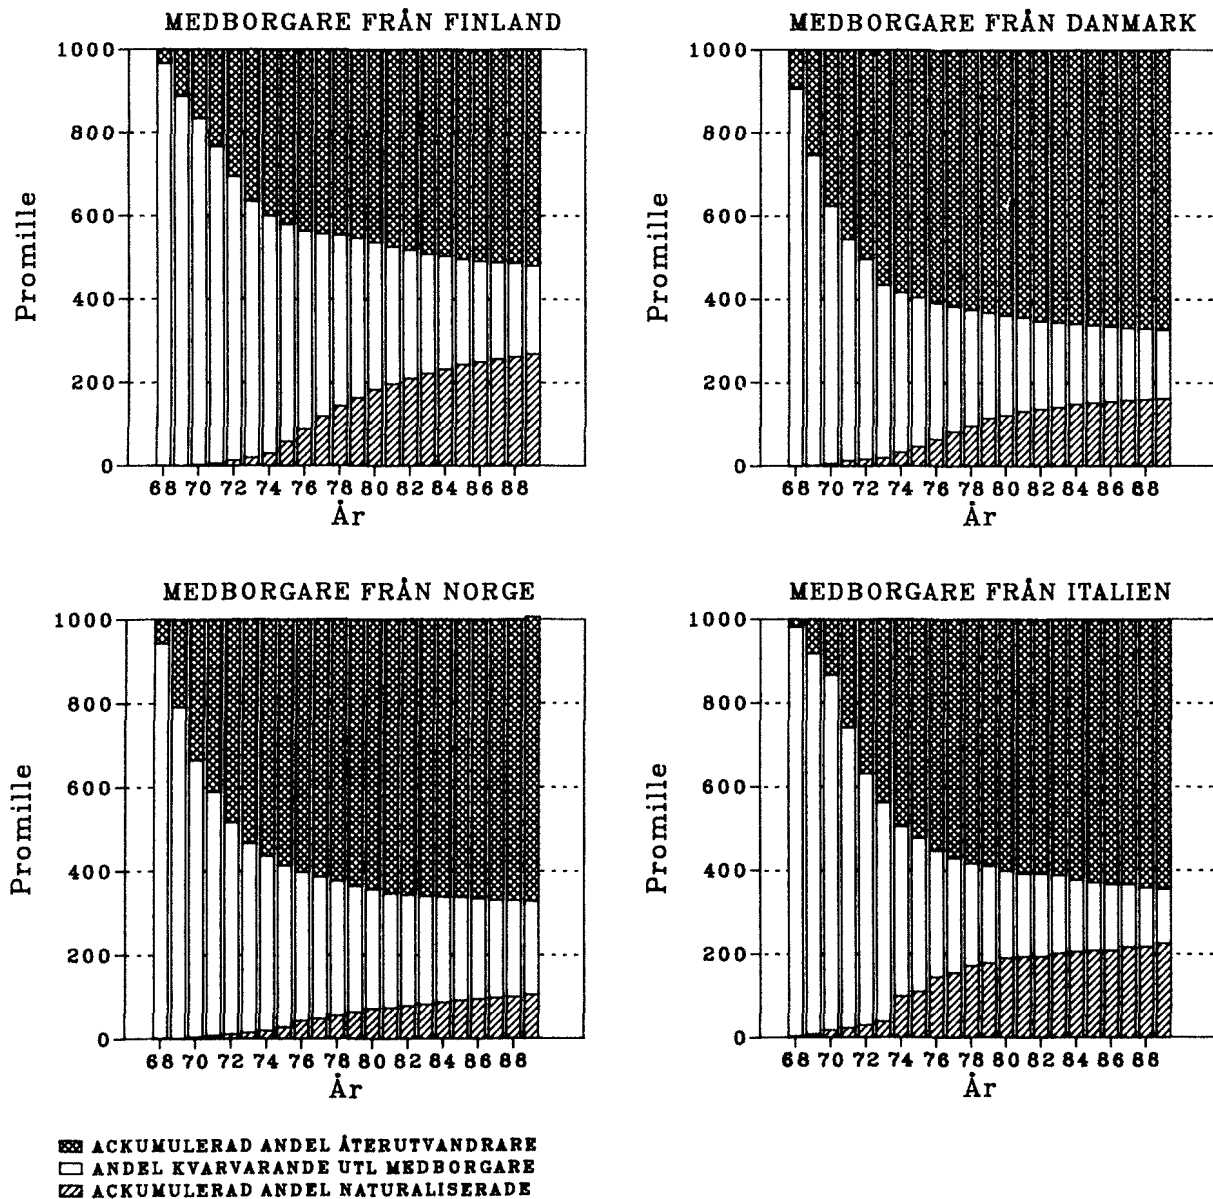 MEDBORGARE FRÅN FINLAND
1000
800
600
400
200
0
Promille
68 70 72 74 76 78 80 82 84 86 88
År
MEDBORGARE FRÅN DANMARK
1000
800
600
400
200
0
Promille
68 70 72 74 76 78 80 82 84 86 88
År
MEDBORGARE FRÅN NORGE
1000
800
600
400
200
0
Promille
68 70 72 74 76 78 80 82 84 86 88
År
MEDBORGARE FRÅN ITALIEN
1000
800
600
400
200
0
Promille
68 70 72 74 76 78 80 82 84 86 88
År
ACKUMULERAD ANDEL ÅTERUTVANDRARE
ANDEL KVARVARANDE UTL MEDBORGARE
ACKUMULERAD ANDEL NATURALISERADE